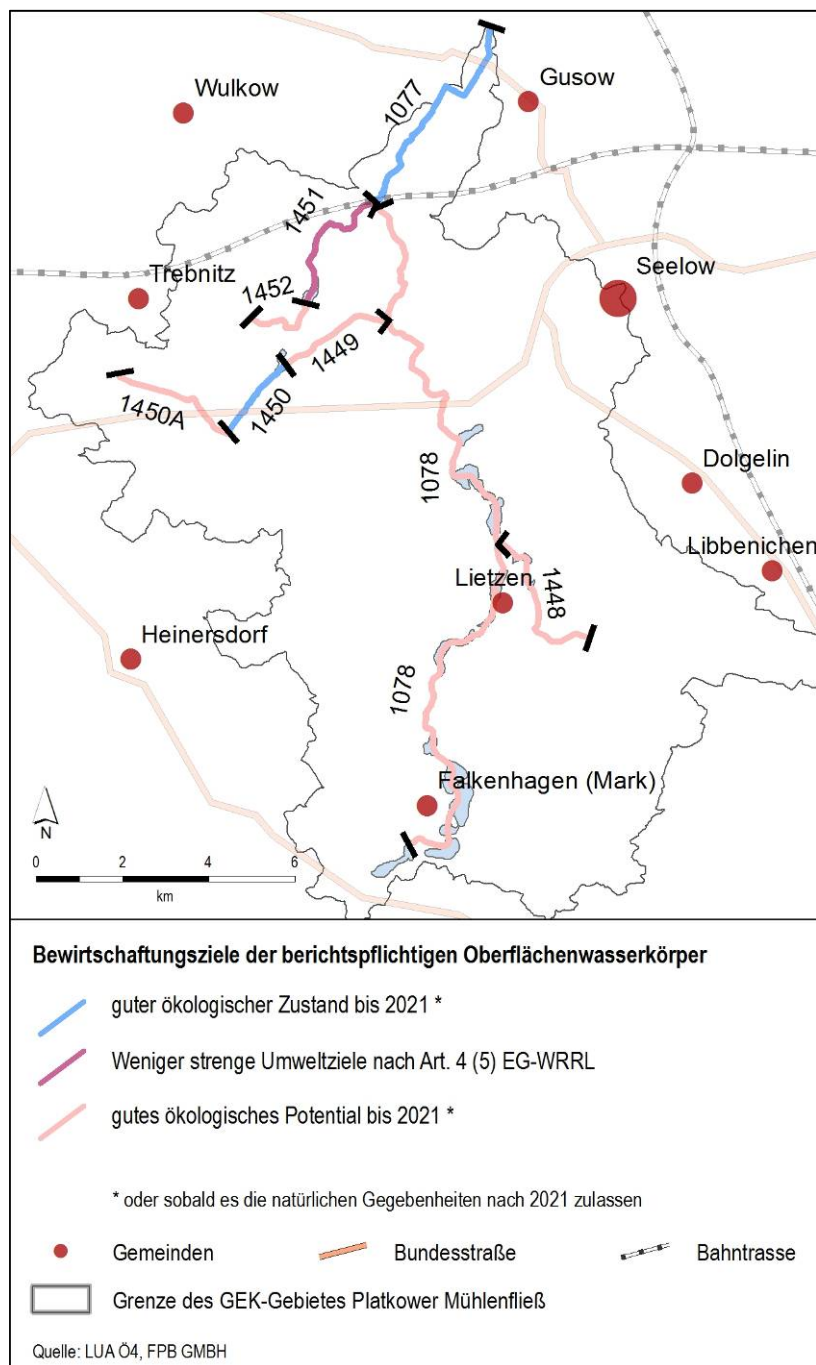 Wulkow
Gusow
1077
1451
Trebnitz
1452
Seelow
1449
1450
1450A
1078
Dolgelin
Libbenichen
Lietzen
1448
Heinersdorf
1078
Falkenhagen (Mark)
N
0 2 4 6
km
Bewirtschaftungsziele der berichtspflichtigen Oberflächenwasserkörper
guter ökologischer Zustand bis 2021 *
Weniger strenge Umweltziele nach Art. 4 (5) EG-WRRL
gutes ökologisches Potential bis 2021 *
* oder sobald es die natürlichen Gegebenheiten nach 2021 zulassen
Gemeinden Bundesstraße Bahntrasse
Grenze des GEK-Gebietes Platkower Mühlenfließ
Quelle: LUA Ö4, FPB GMBH